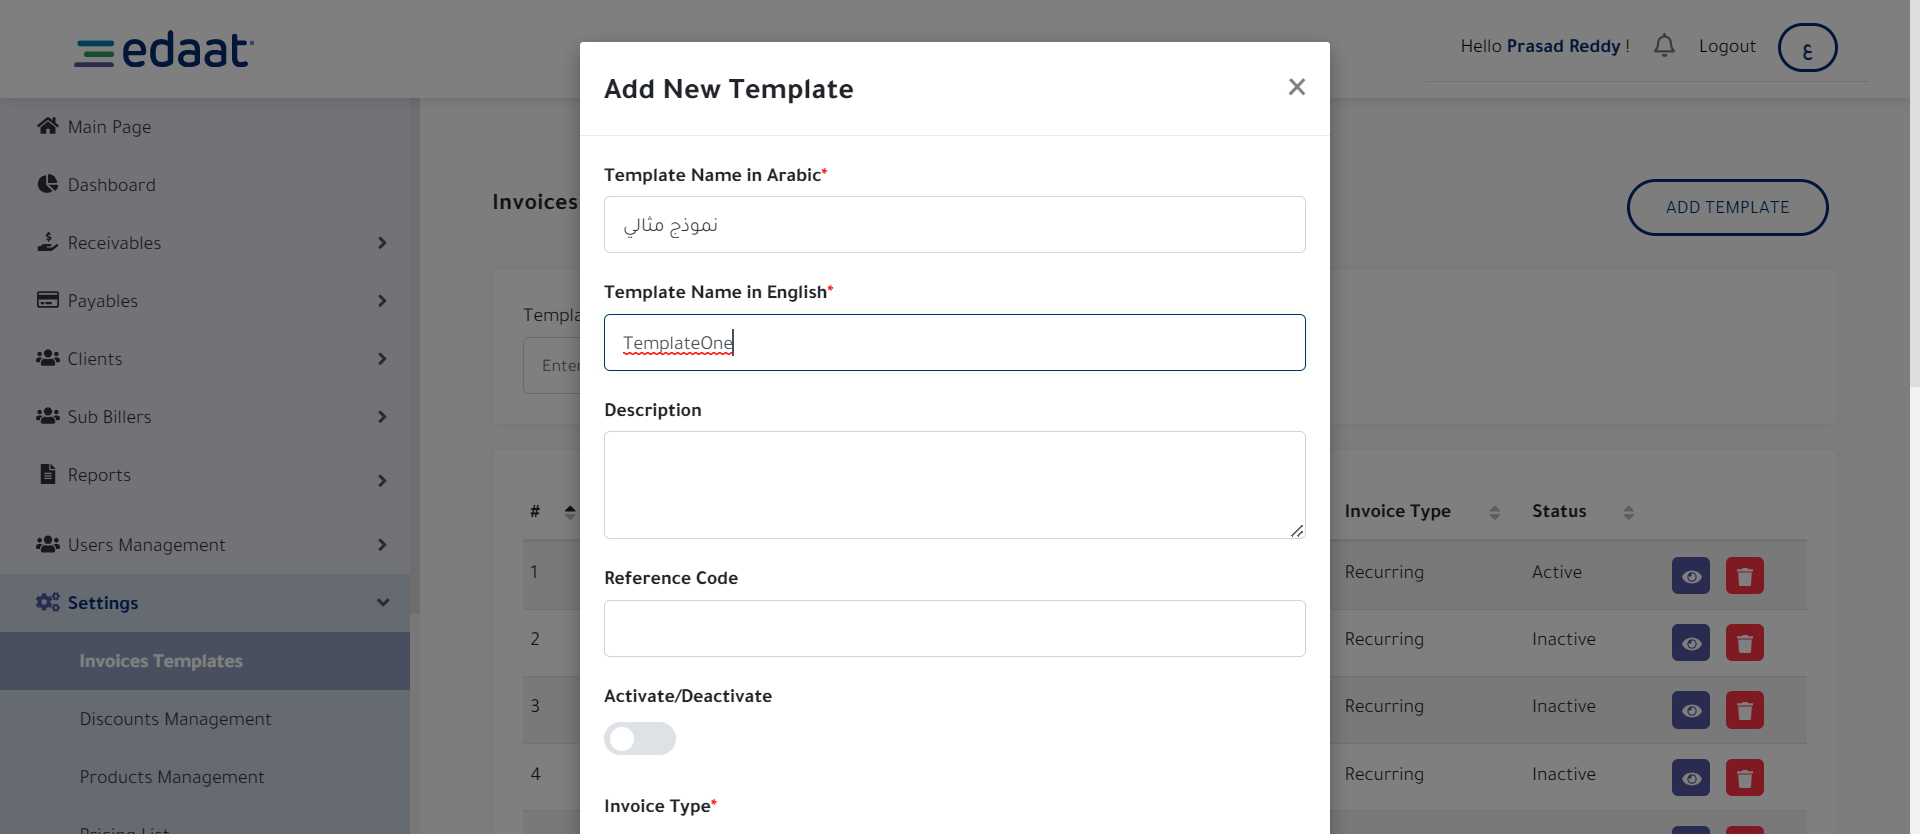 edaat
Hello Prasad Reddy !
Logout
ع
Main Page
Dashboard
Receivables
Payables
Clients
Sub Billers
Reports
Users Management
Settings
Invoices Templates
Discounts Management
Products Management
Pricing List
Invoices
ADD TEMPLATE
Templa
Enter
#
Invoice Type
Status
1
Recurring
Active
2
Recurring
Inactive
3
Recurring
Inactive
4
Recurring
Inactive
Add New Template
×
Template Name in Arabic*
نموذج مثالي
Template Name in English*
TemplateOne
Description
Reference Code
Activate/Deactivate
Invoice Type*